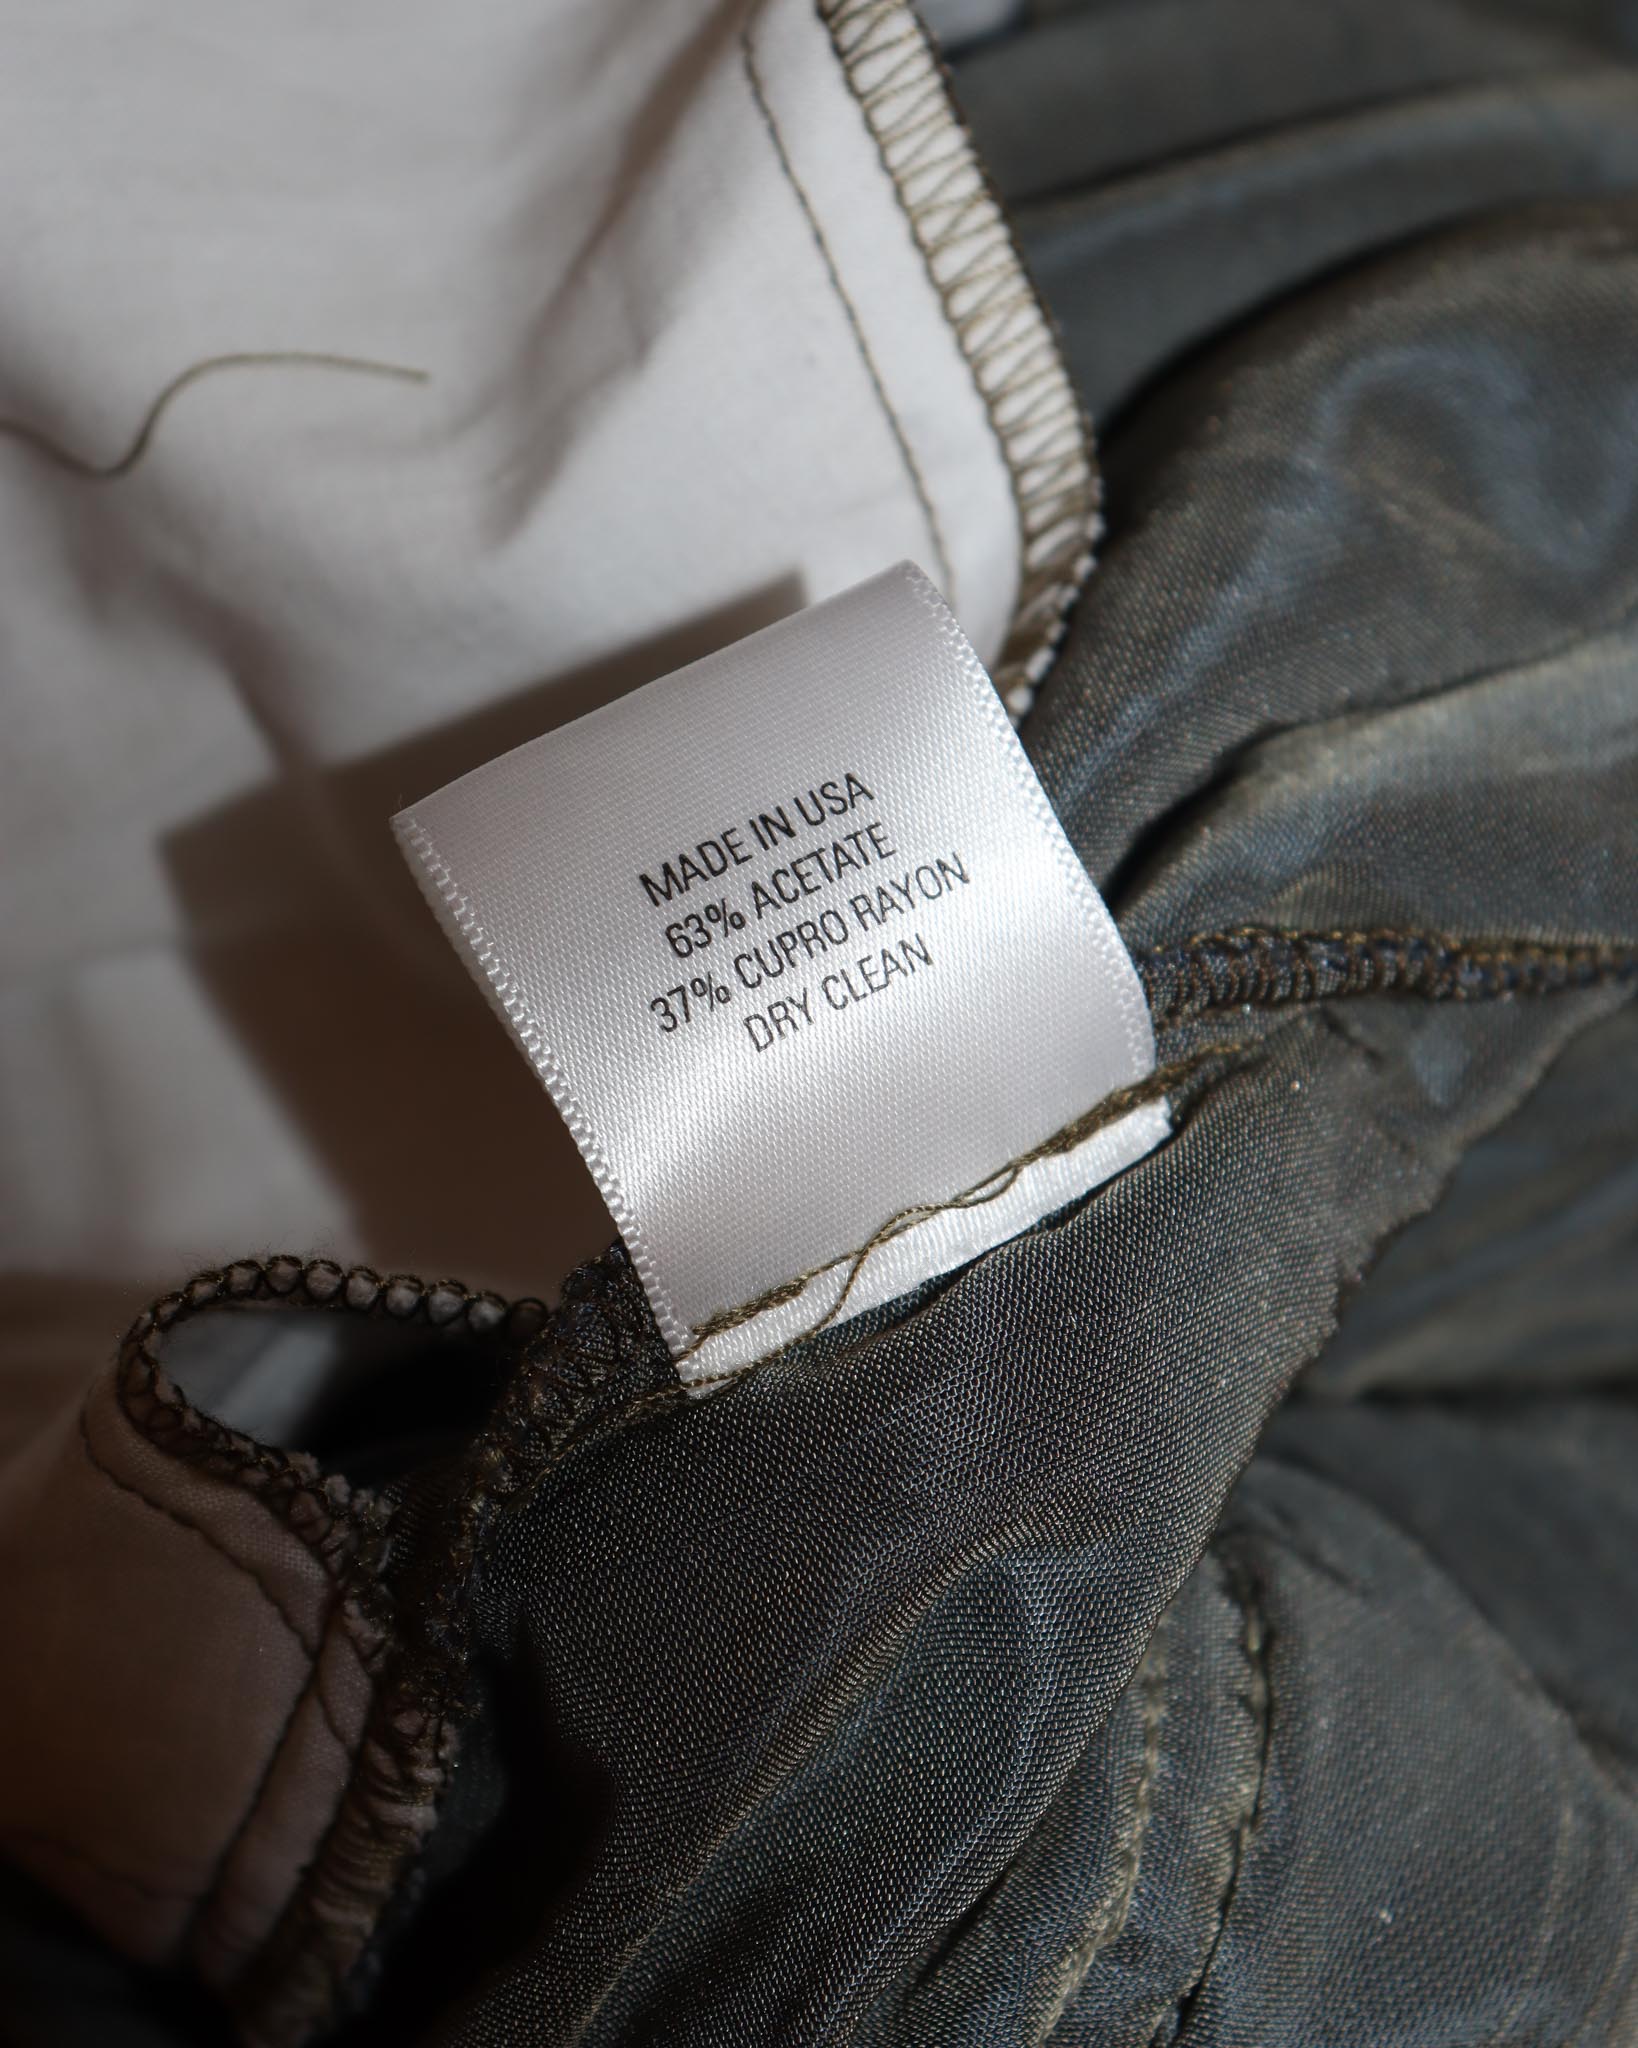 MADE IN USA
63% ACETATE
37% CUPRO RAYON
DRY CLEAN